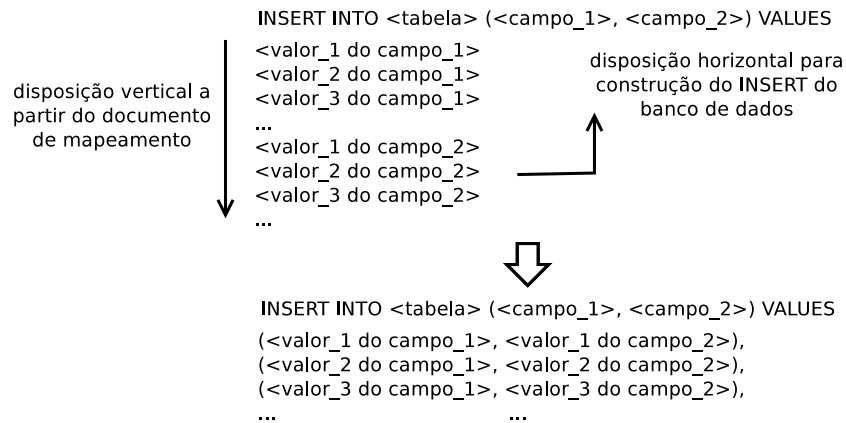 INSERT INTO <tabela> (<campo_1>, <campo_2>) VALUES
<valor_1 do campo_1>
<valor_2 do campo_1>
<valor_3 do campo_1>
...
<valor_1 do campo_2>
<valor_2 do campo_2>
<valor_3 do campo_2>
...
disposição vertical a
partir do documento
de mapeamento
disposição horizontal para
construção do INSERT do
banco de dados
INSERT INTO <tabela> (<campo_1>, <campo_2>) VALUES
(<valor_1 do campo_1>, <valor_1 do campo_2>),
(<valor_2 do campo_1>, <valor_2 do campo_2>),
(<valor_3 do campo_1>, <valor_3 do campo_2>),
... ...